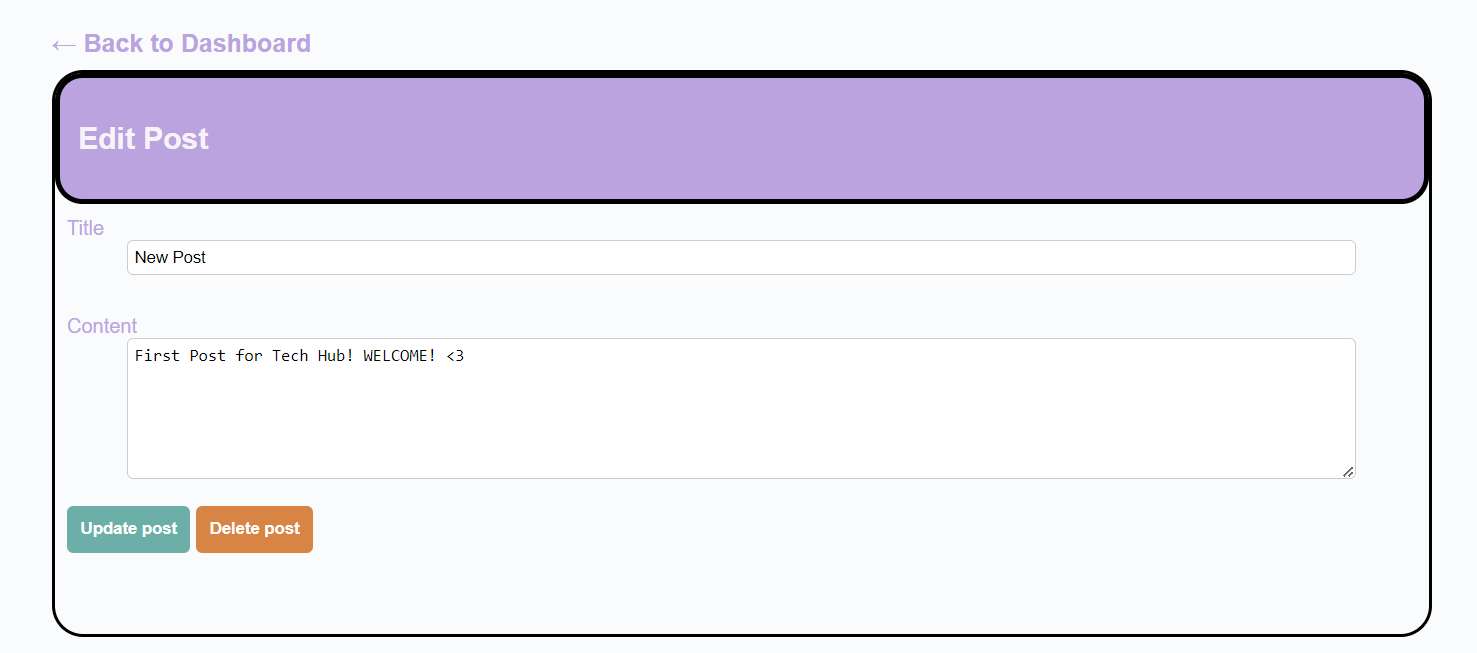 ← Back to Dashboard
Edit Post
Title
New Post
Content
First Post for Tech Hub! WELCOME! <3
Update post Delete post